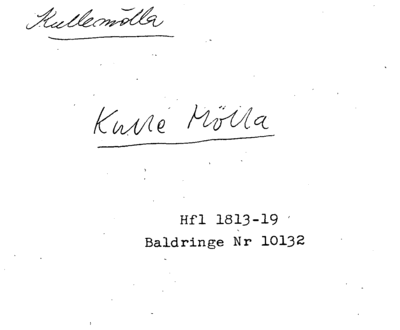 Kullemölla
Kulle Mölla
Hfl 1813-19
Baldringe Nr 10132